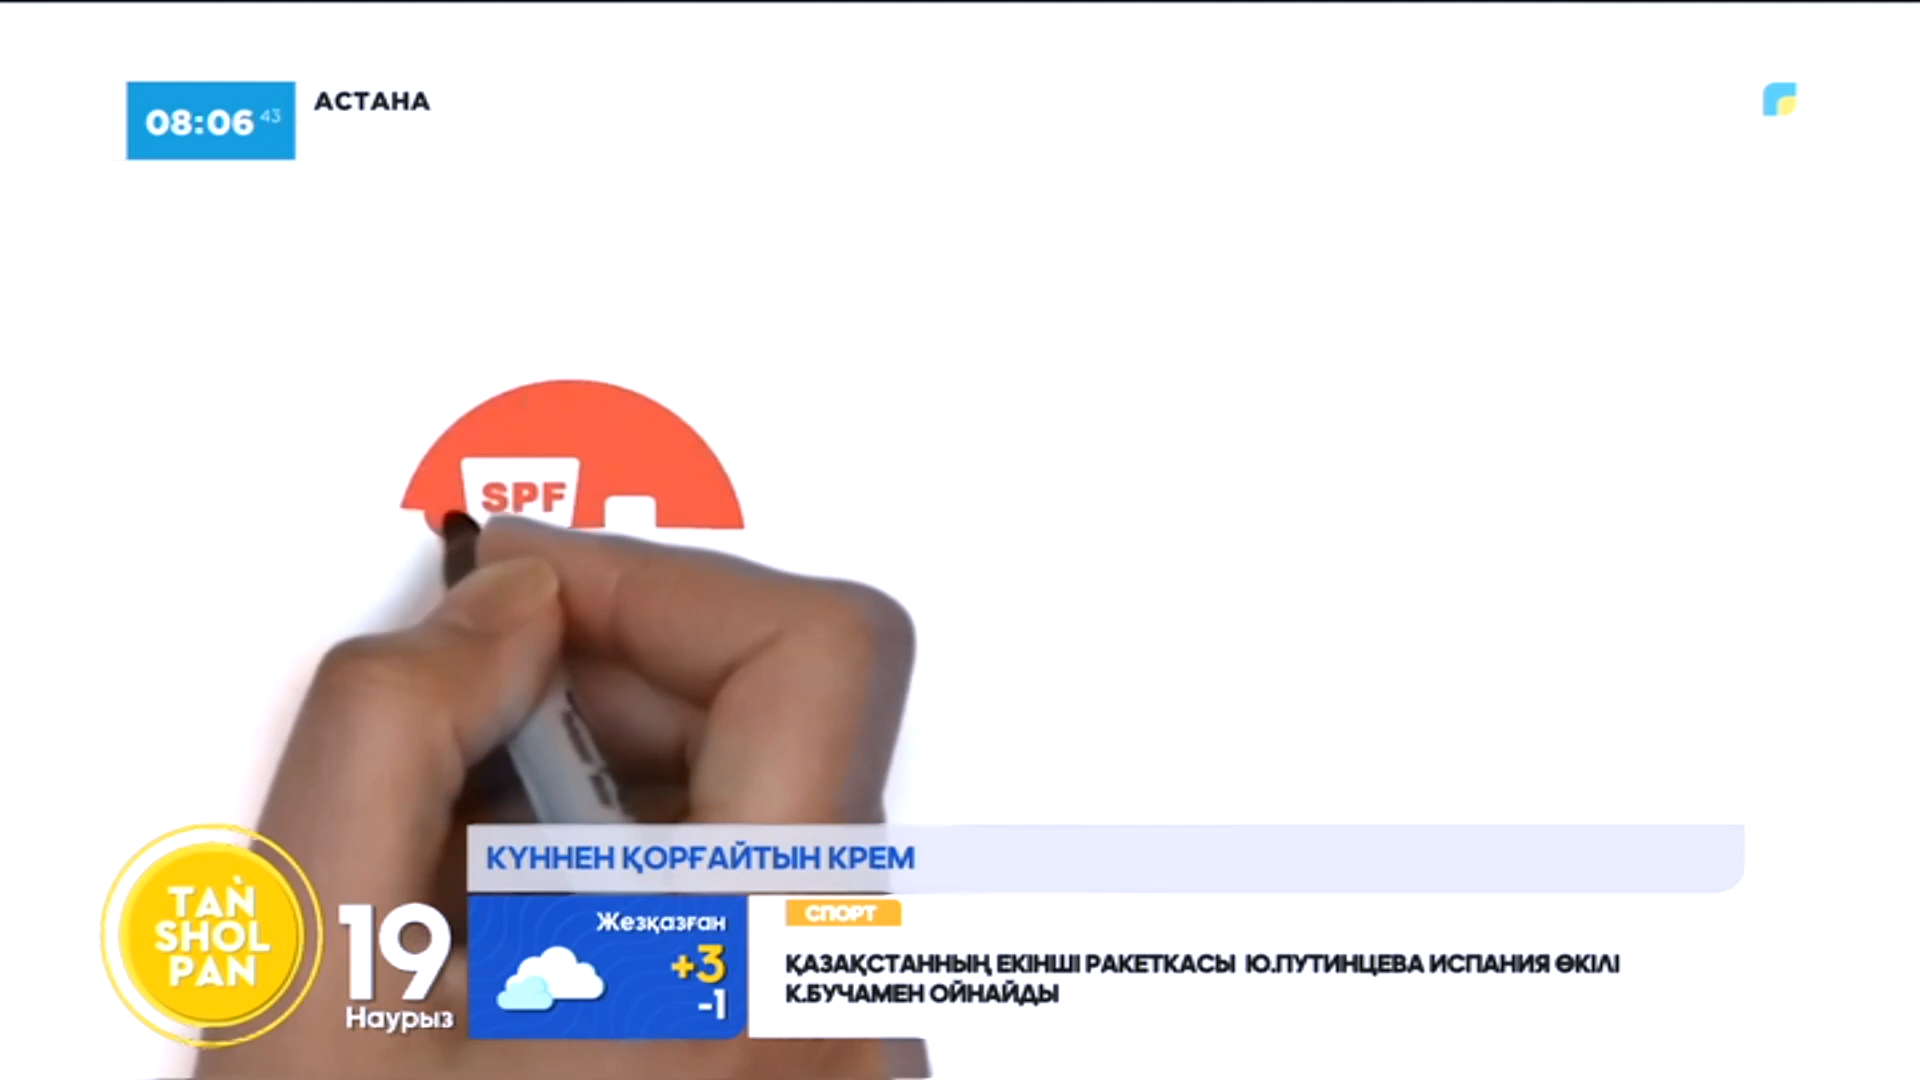 08:06 43
АСТАНА
SPF
КҮННЕН ҚОРҒАЙТЫН КРЕМ
TAŃ
SHOL
PAN
19
Наурыз
Жезқазған
+3
-1
СПОРТ
ҚАЗАҚСТАННЫҢ ЕКІНШІ РАКЕТКАСЫ Ю.ПУТИНЦЕВА ИСПАНИЯ ӨКІЛІ
К.БУЧАМЕН ОЙНАЙДЫ